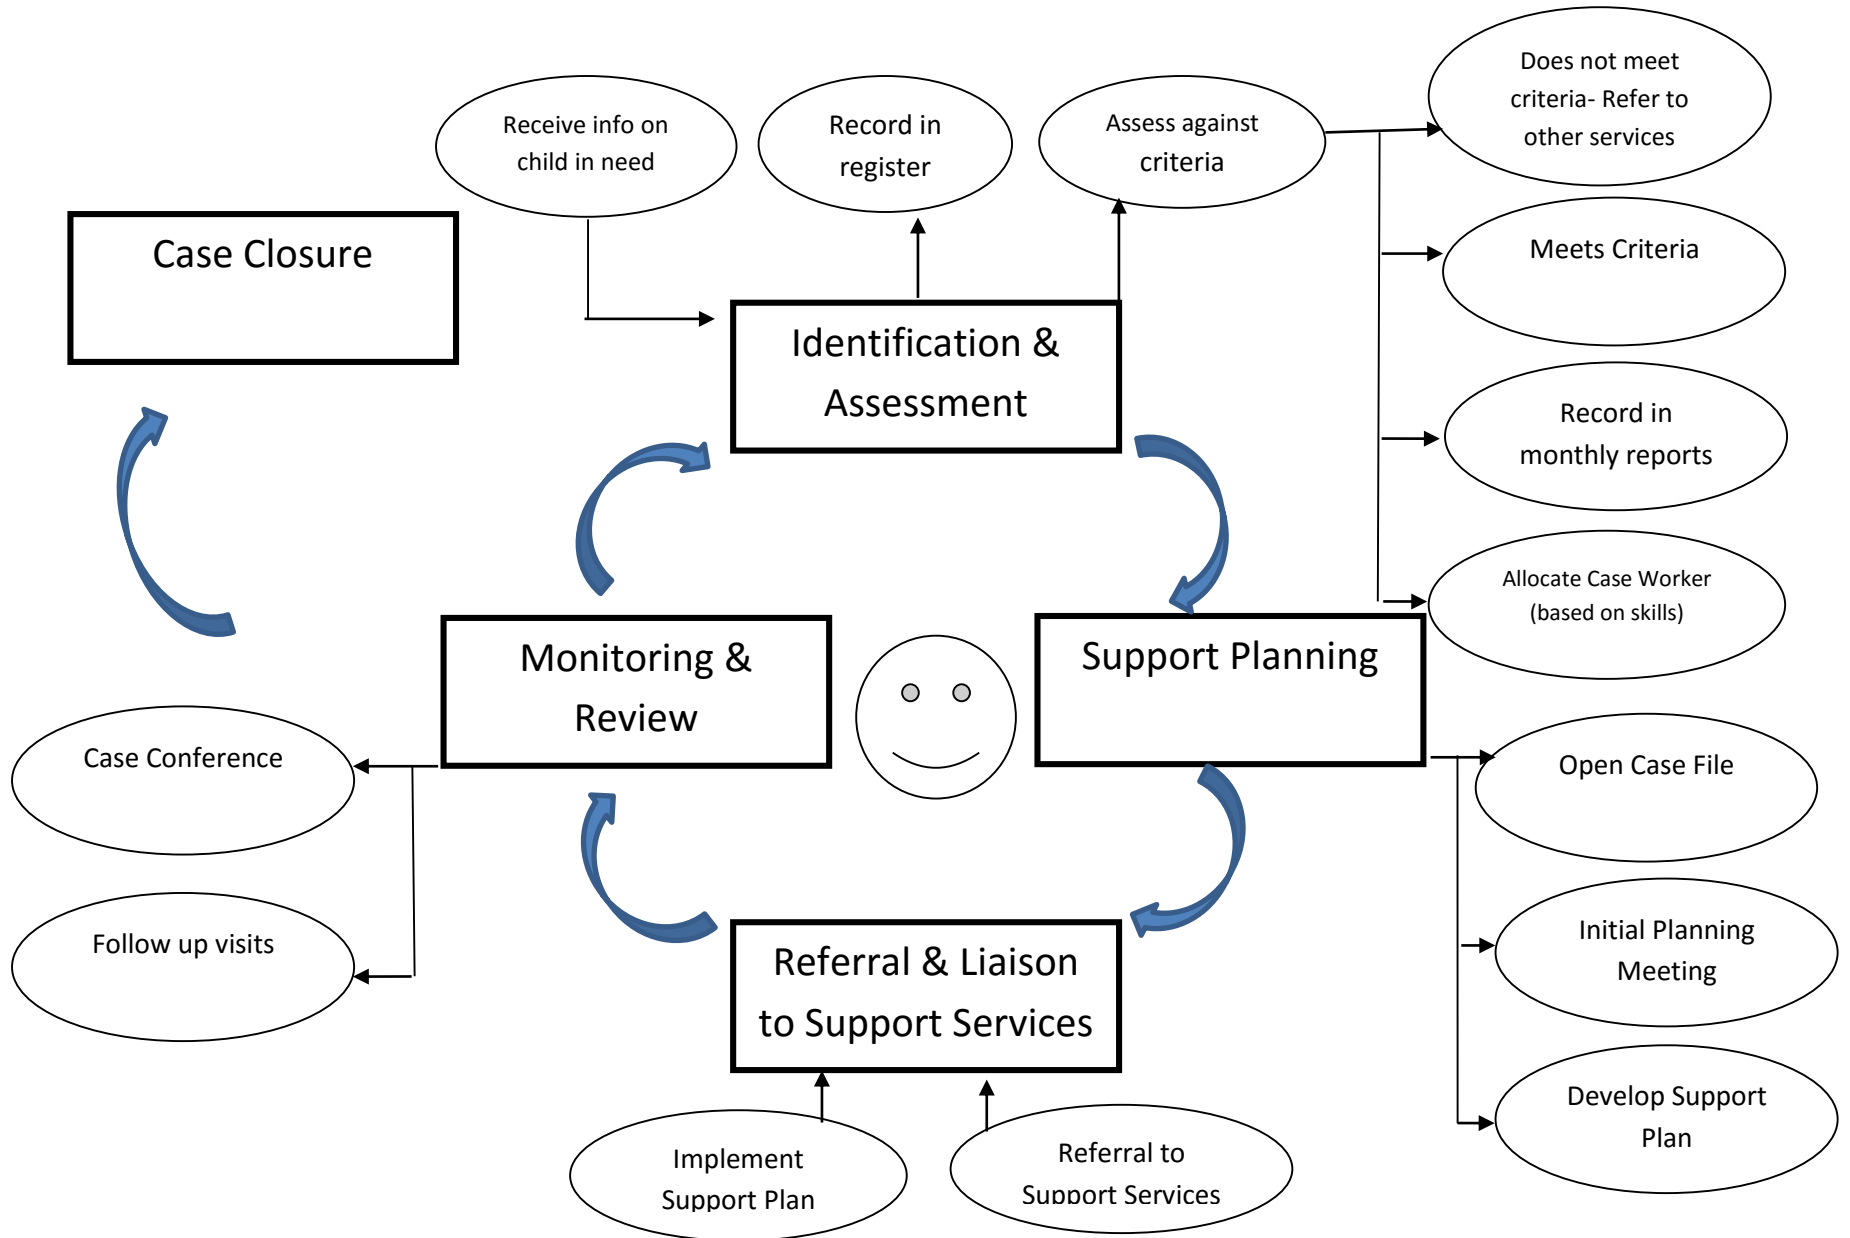 Does not meet
criteria- Refer to
other services
Receive info on
child in need
Record in
register
Assess against
criteria
Case Closure
Meets Criteria
Identification &
Assessment
Record in
monthly reports
Allocate Case Worker
(based on skills)
Monitoring &
Review
Support Planning
Case Conference
Open Case File
Follow up visits
Initial Planning
Meeting
Referral & Liaison
to Support Services
Develop Support
Plan
Implement
Support Plan
Referral to
Support Services